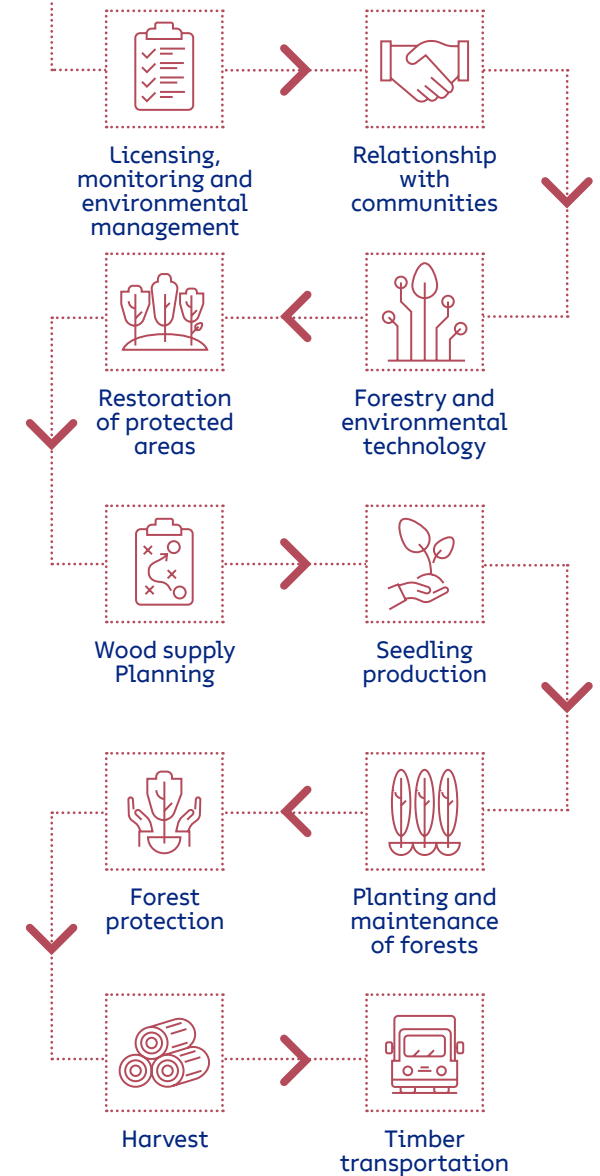 Licensing,
monitoring and
environmental
management
Relationship
with
communities
Forestry and
environmental
technology
Restoration
of protected
areas
Wood supply
Planning
Seedling
production
Planting and
maintenance
of forests
Forest
protection
Harvest
Timber
transportation